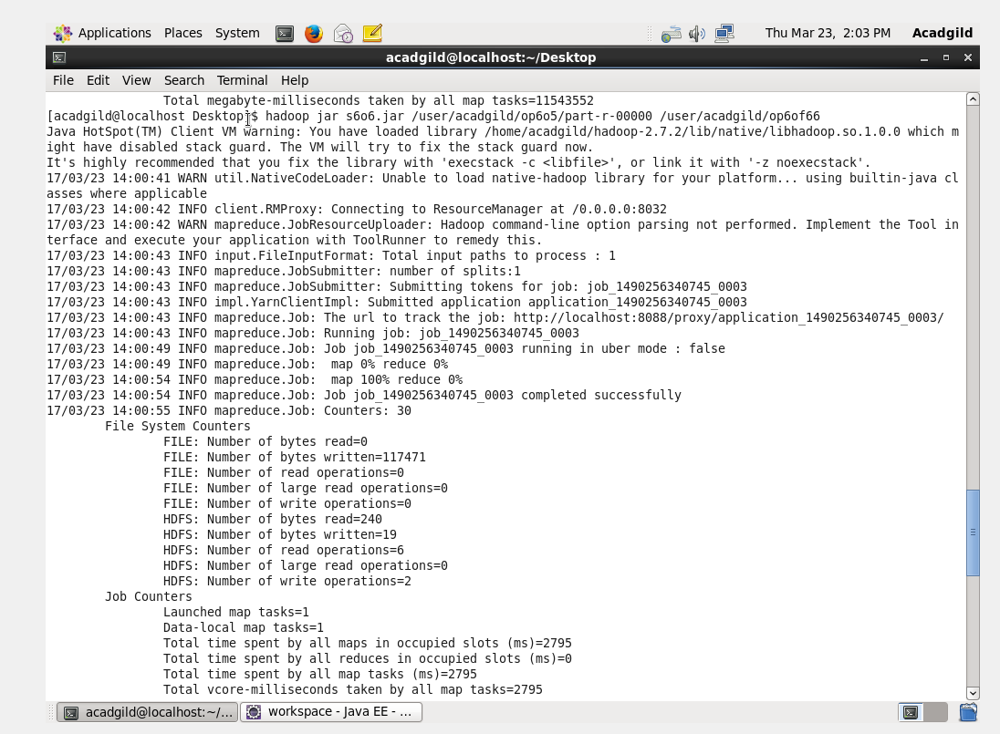 Applications Places System Thu Mar 23, 2:03 PM Acadgild
acadgild@localhost:~/Desktop
File Edit View Search Terminal Help
Total megabyte-milliseconds taken by all map tasks=11543552
[acadgild@localhost Desktop]$ hadoop jar s6o6.jar /user/acadgild/op6o5/part-r-00000 /user/acadgild/op6of66
Java HotSpot(TM) Client VM warning: You have loaded library /home/acadgild/hadoop-2.7.2/lib/native/libhadoop.so.1.0.0 which m
ight have disabled stack guard. The VM will try to fix the stack guard now.
It's highly recommended that you fix the library with 'execstack -c <libfile>', or link it with '-z noexecstack'.
17/03/23 14:00:41 WARN util.NativeCodeLoader: Unable to load native-hadoop library for your platform... using builtin-java cl
asses where applicable
17/03/23 14:00:42 INFO client.RMProxy: Connecting to ResourceManager at /0.0.0.0:8032
17/03/23 14:00:42 WARN mapreduce.JobResourceUploader: Hadoop command-line option parsing not performed. Implement the Tool in
terface and execute your application with ToolRunner to remedy this.
17/03/23 14:00:43 INFO input.FileInputFormat: Total input paths to process : 1
17/03/23 14:00:43 INFO mapreduce.JobSubmitter: number of splits:1
17/03/23 14:00:43 INFO mapreduce.JobSubmitter: Submitting tokens for job: job_1490256340745_0003
17/03/23 14:00:43 INFO impl.YarnClientImpl: Submitted application application_1490256340745_0003
17/03/23 14:00:43 INFO mapreduce.Job: The url to track the job: http://localhost:8088/proxy/application_1490256340745_0003/
17/03/23 14:00:43 INFO mapreduce.Job: Running job: job_1490256340745_0003
17/03/23 14:00:49 INFO mapreduce.Job: Job job_1490256340745_0003 running in uber mode : false
17/03/23 14:00:49 INFO mapreduce.Job:  map 0% reduce 0%
17/03/23 14:00:54 INFO mapreduce.Job:  map 100% reduce 0%
17/03/23 14:00:54 INFO mapreduce.Job: Job job_1490256340745_0003 completed successfully
17/03/23 14:00:55 INFO mapreduce.Job: Counters: 30
File System Counters
FILE: Number of bytes read=0
FILE: Number of bytes written=117471
FILE: Number of read operations=0
FILE: Number of large read operations=0
FILE: Number of write operations=0
HDFS: Number of bytes read=240
HDFS: Number of bytes written=19
HDFS: Number of read operations=6
HDFS: Number of large read operations=0
HDFS: Number of write operations=2
Job Counters
Launched map tasks=1
Data-local map tasks=1
Total time spent by all maps in occupied slots (ms)=2795
Total time spent by all reduces in occupied slots (ms)=0
Total time spent by all map tasks (ms)=2795
Total vcore-milliseconds taken by all map tasks=2795
acadgild@localhost:~/... workspace - Java EE - ...